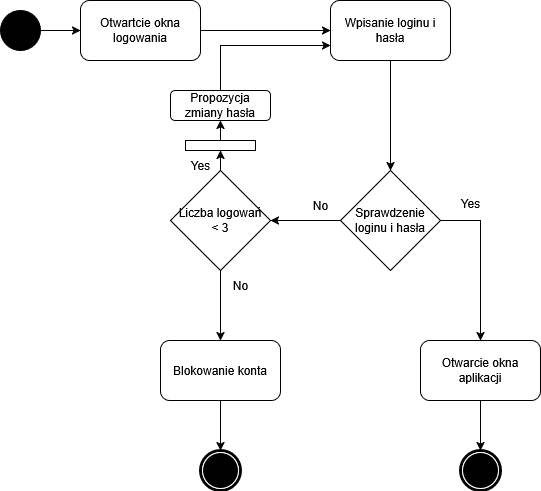 Otwartcie okna
logowania
Wpisanie loginu i
hasła
Propozycja
zmiany hasła
Yes
Liczba logowań
< 3
No
Sprawdzenie
loginu i hasła
Yes
No
Blokowanie konta
Otwarcie okna
aplikacji